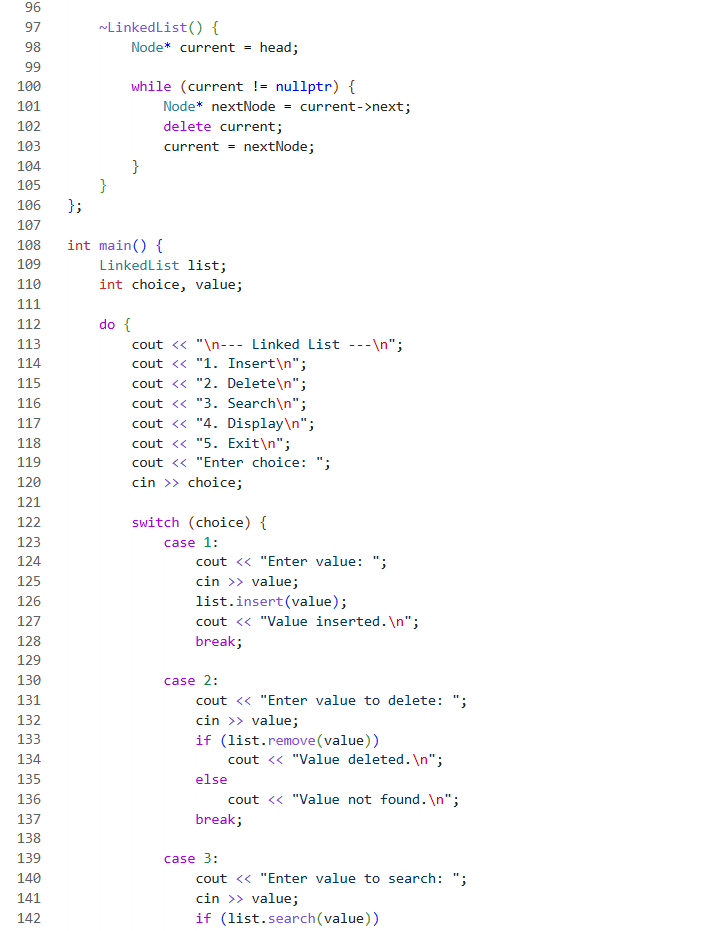 96
97 ~LinkedList() {
98 Node* current = head;
99
100 while (current != nullptr) {
101 Node* nextNode = current->next;
102 delete current;
103 current = nextNode;
104 }
105 }
106 };
107
108 int main() {
109 LinkedList list;
110 int choice, value;
111
112 do {
113 cout << "\n--- Linked List ---\n";
114 cout << "1. Insert\n";
115 cout << "2. Delete\n";
116 cout << "3. Search\n";
117 cout << "4. Display\n";
118 cout << "5. Exit\n";
119 cout << "Enter choice: ";
120 cin >> choice;
121
122 switch (choice) {
123 case 1:
124 cout << "Enter value: ";
125 cin >> value;
126 list.insert(value);
127 cout << "Value inserted.\n";
128 break;
129
130 case 2:
131 cout << "Enter value to delete: ";
132 cin >> value;
133 if (list.remove(value))
134 cout << "Value deleted.\n";
135 else
136 cout << "Value not found.\n";
137 break;
138
139 case 3:
140 cout << "Enter value to search: ";
141 cin >> value;
142 if (list.search(value))